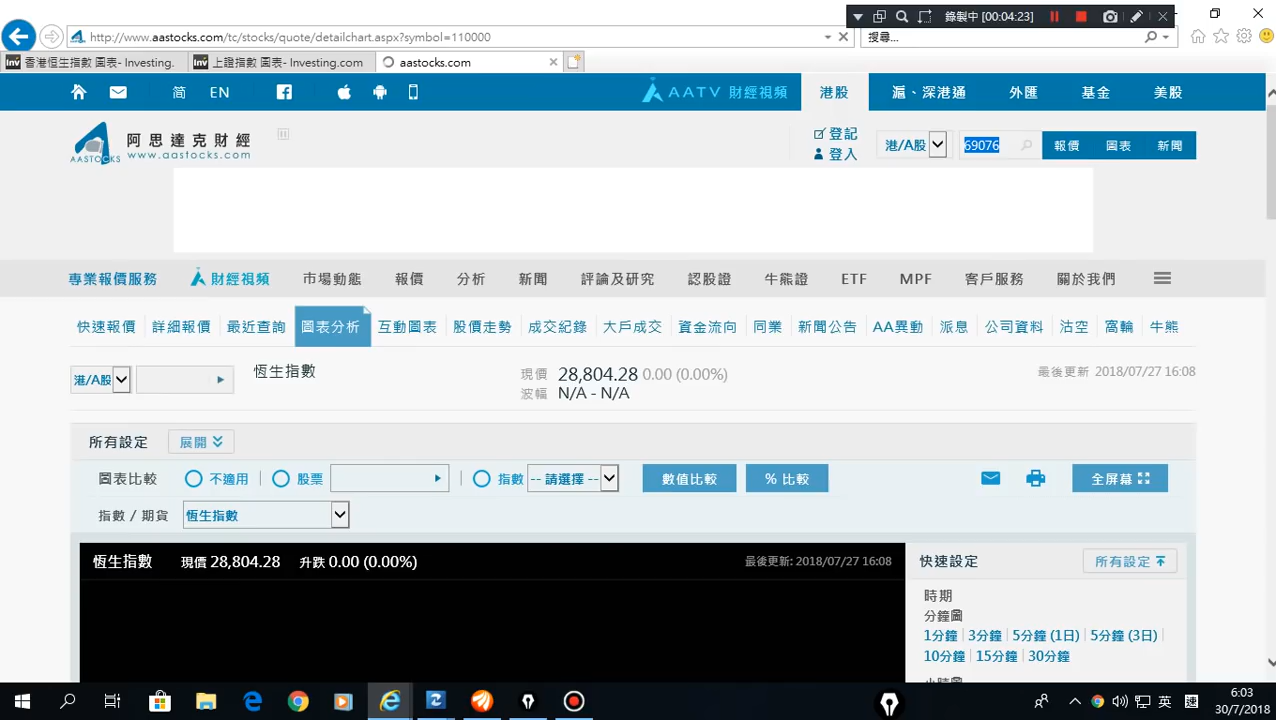 錄製中 [00:04:23]
http://www.aastocks.com/tc/stocks/quote/detailchart.aspx?symbol=110000
搜尋...
Inv 香港恒生指數 圖表- Investing.
Inv 上證指數 圖表- Investing.com
aastocks.com
简 EN
AATV 財經視頻 港股 滬、深港通 外匯 基金 美股
AASTOCKS
阿思達克財經
www.aastocks.com
登記
登入
港/A股 69076 報價 圖表 新聞
專業報價服務 財經視頻 市場動態 報價 分析 新聞 評論及研究 認股證 牛熊證 ETF MPF 客戶服務 關於我們
快速報價 詳細報價 最近查詢 圖表分析 互動圖表 股價走勢 成交紀錄 大戶成交 資金流向 同業 新聞公告 AA異動 派息 公司資料 沽空 窩輪 牛熊
港/A股 恆生指數
現價 28,804.28 0.00 (0.00%)
波幅 N/A - N/A
最後更新 2018/07/27 16:08
所有設定 展開
圖表比較 不適用 股票 指數 -- 請選擇 -- 數值比較 % 比較 全屏幕
指數 / 期貨 恆生指數
恆生指數 現價 28,804.28 升跌 0.00 (0.00%) 最後更新: 2018/07/27 16:08
快速設定 所有設定
時期
分鐘圖
1分鐘 3分鐘 5分鐘 (1日) 5分鐘 (3日)
10分鐘 15分鐘 30分鐘
小時圖
英
6:03
30/7/2018